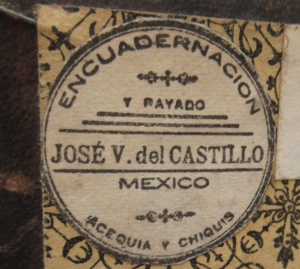 ENCUADERNACION
Y RAYADO
JOSÉ V. del CASTILLO
MEXICO
ACEQUIA Y CHIQUIS